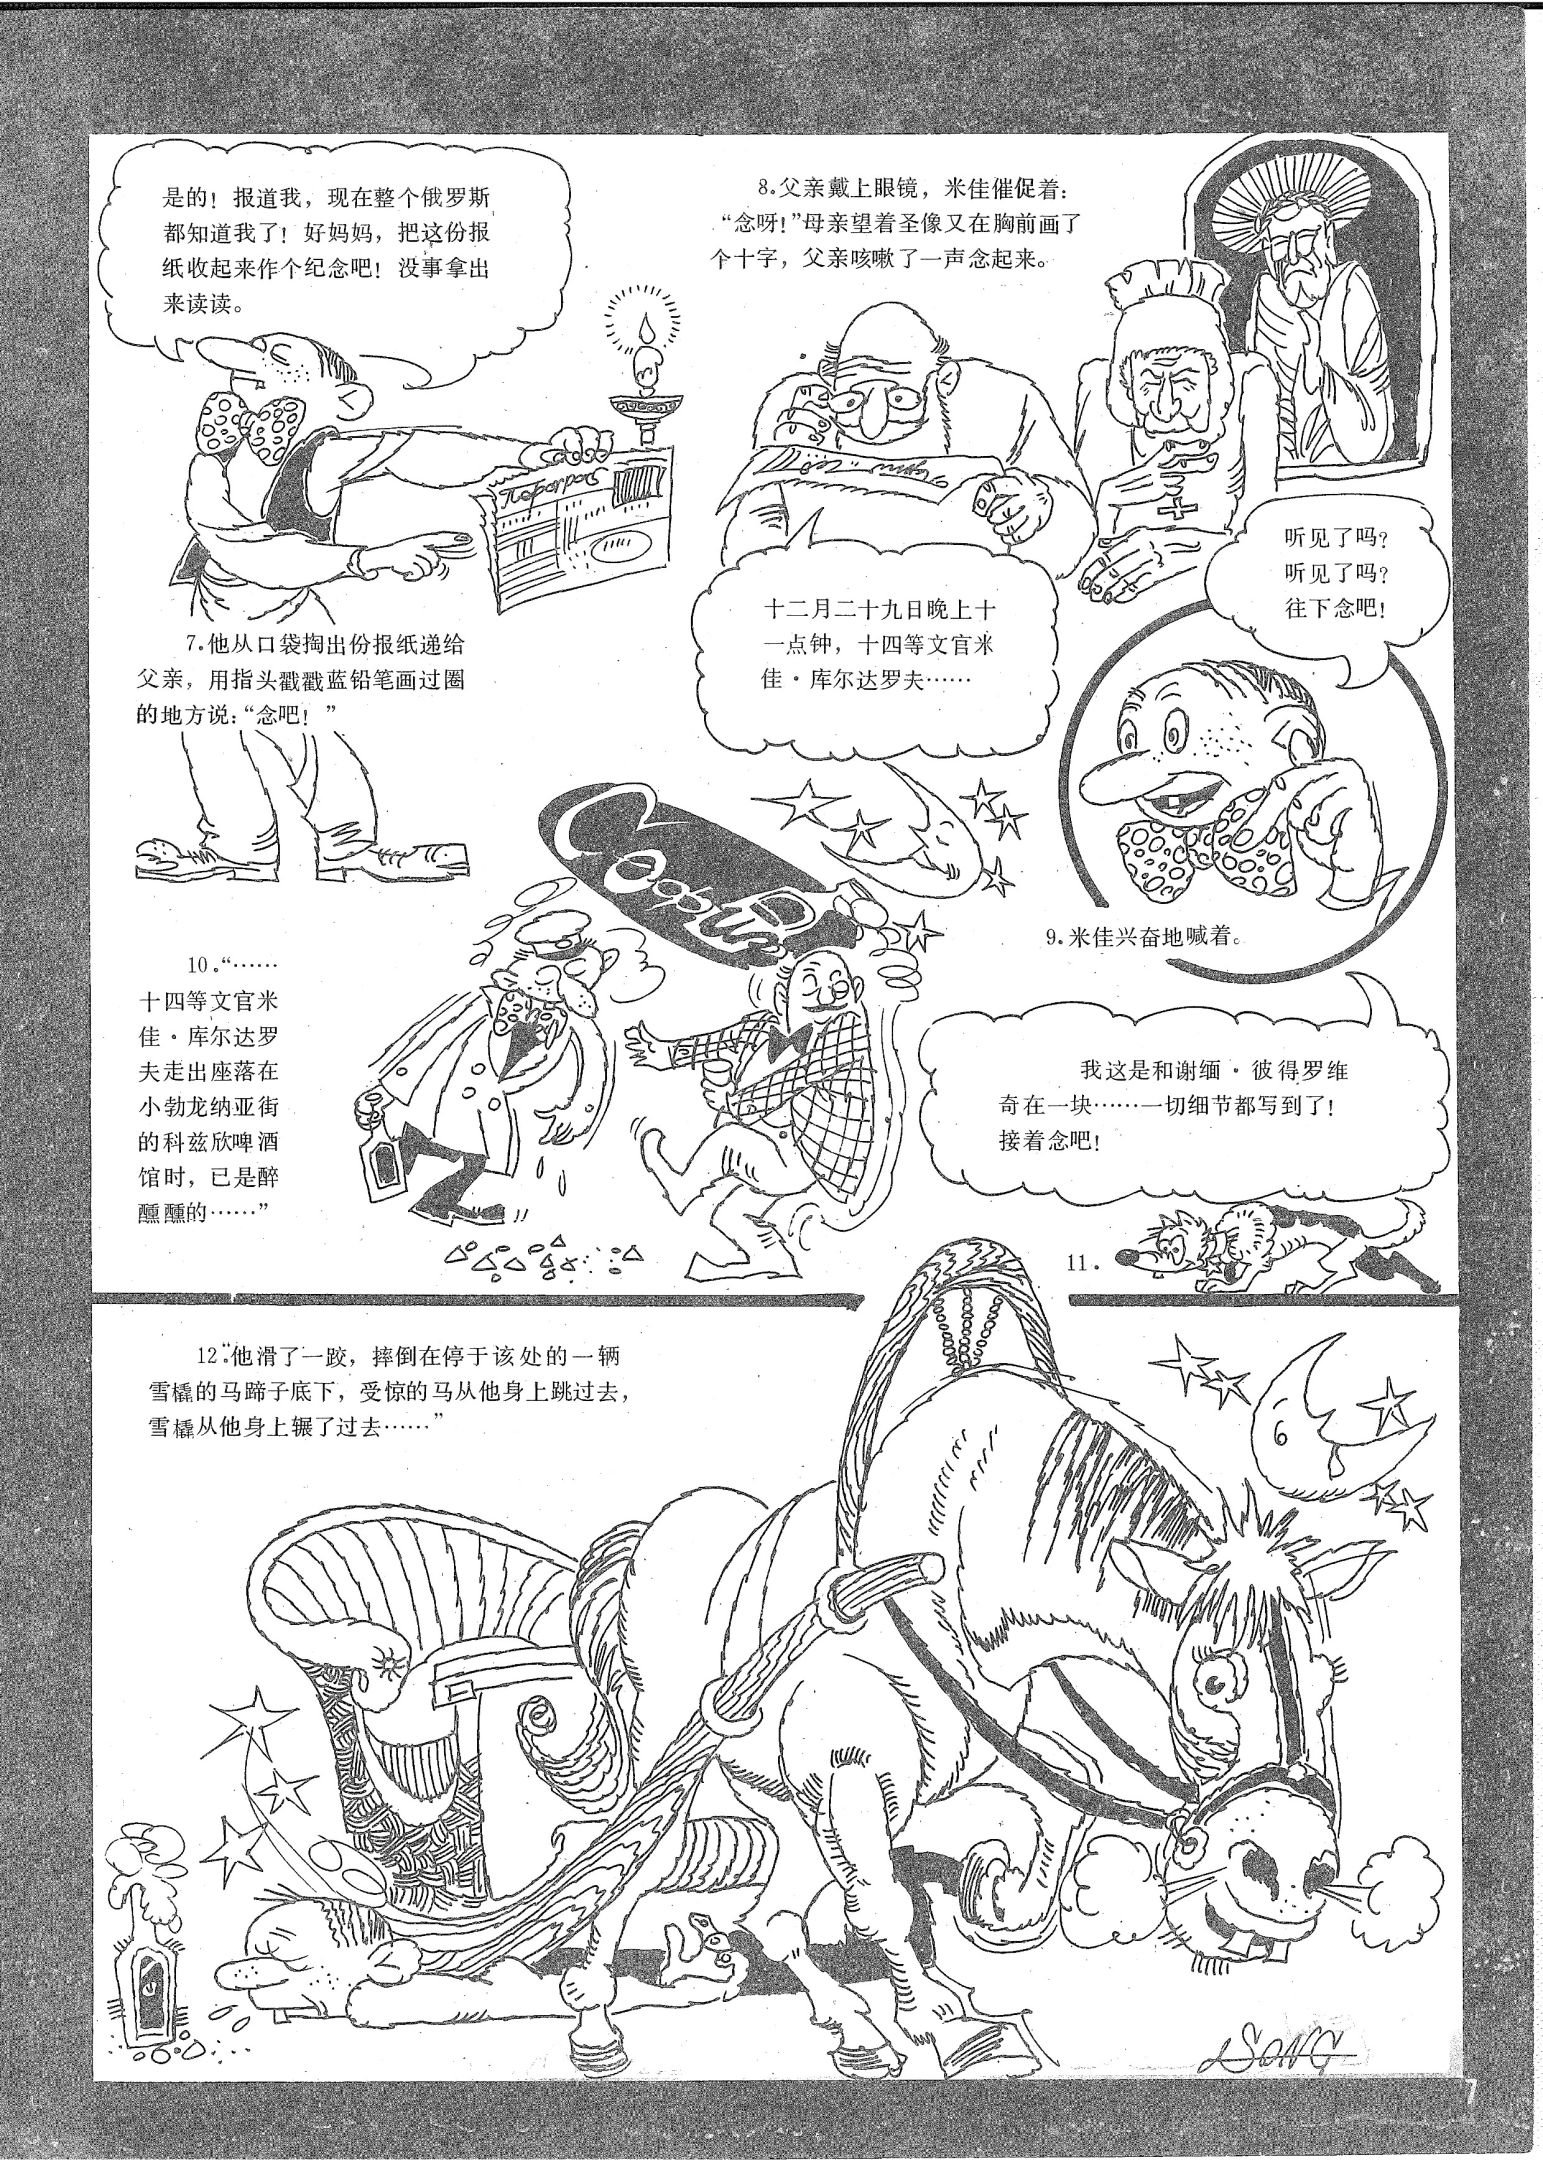 是的！报道我，现在整个俄罗斯
都知道我了！好妈妈，把这份报
纸收起来作个纪念吧！没事拿出
来读读。
7.他从口袋掏出份报纸递给
父亲，用指头戳戳蓝铅笔画过圈
的地方说：“念吧！”
8.父亲戴上眼镜，米佳催促着：
“念呀！”母亲望着圣像又在胸前画了
个十字，父亲咳嗽了一声念起来。
十二月二十九日晚上十
一点钟，十四等文官米
佳·库尔达罗夫……
听见了吗？
听见了吗？
往下念吧！
9.米佳兴奋地喊着。
10.“……
十四等文官米
佳·库尔达罗
夫走出座落在
小勃龙纳亚街
的科兹欣啤酒
馆时，已是醉
醺醺的……”
我这是和谢缅·彼得罗维
奇在一块……一切细节都写到了！
接着念吧！
11.
12.“他滑了一跤，摔倒在停于该处的一辆
雪橇的马蹄子底下，受惊的马从他身上跳过去，
雪橇从他身上辗了过去……”
SONG
7